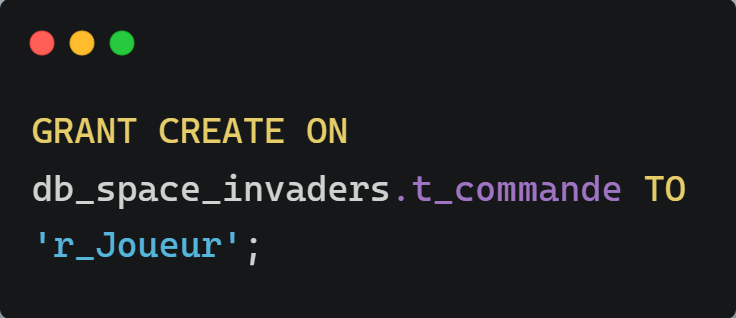 GRANT CREATE ON
db_space_invaders.t_commande TO
'r_Joueur';